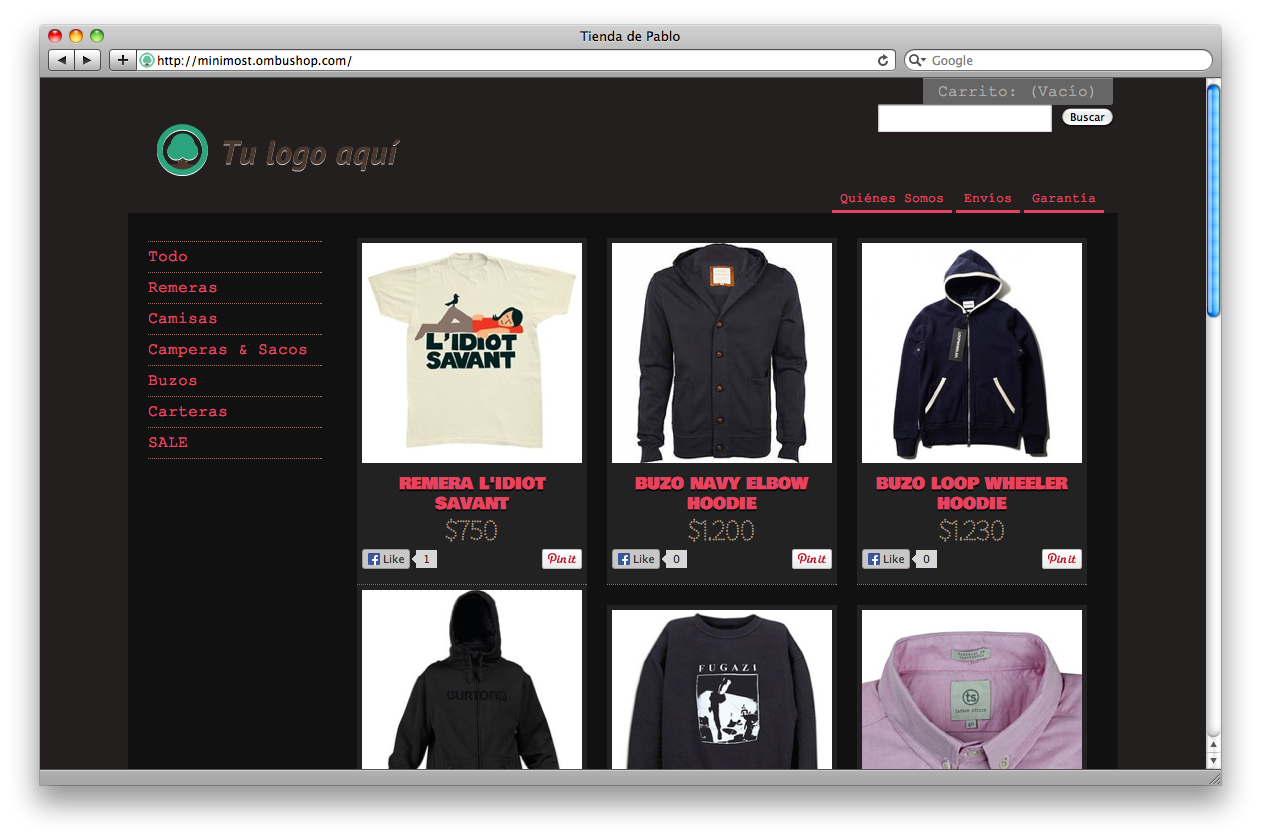 Tienda de Pablo
http://minimost.ombushop.com/
Google
Carrito: (Vacío)
Buscar
Tu logo aquí
Quiénes Somos Envíos Garantía
Todo
Remeras
Camisas
Camperas & Sacos
Buzos
Carteras
SALE
L'IDIOT
SAVANT
REMERA L'IDIOT
SAVANT
$750
Like 1 Pin it
BUZO NAVY ELBOW
HOODIE
$1.200
Like 0 Pin it
BUZO LOOP WHEELER
HOODIE
$1.230
Like 0 Pin it
BURTON
FUGAZI
ts
40